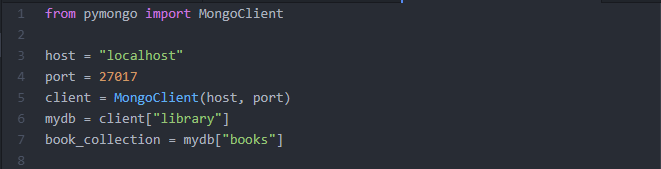 1 from pymongo import MongoClient
2
3 host = "localhost"
4 port = 27017
5 client = MongoClient(host, port)
6 mydb = client["library"]
7 book_collection = mydb["books"]
8